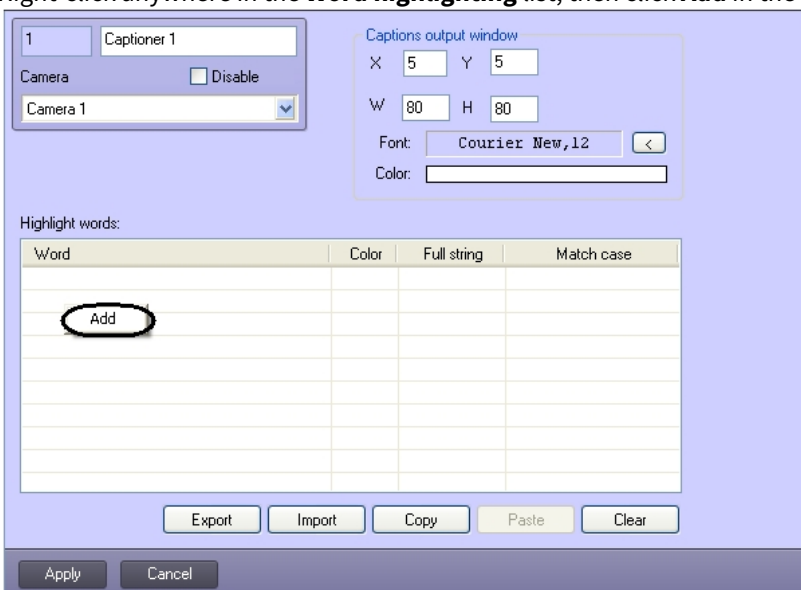 Right-click anywhere in the Word highlighting list, then click Add in the
1 Captioner 1
Camera Disable
Camera 1
Captions output window
X 5 Y 5
W 80 H 80
Font: Courier New,12 <
Color:
Highlight words:
Word Color Full string Match case
Add
Export Import Copy Paste Clear
Apply Cancel